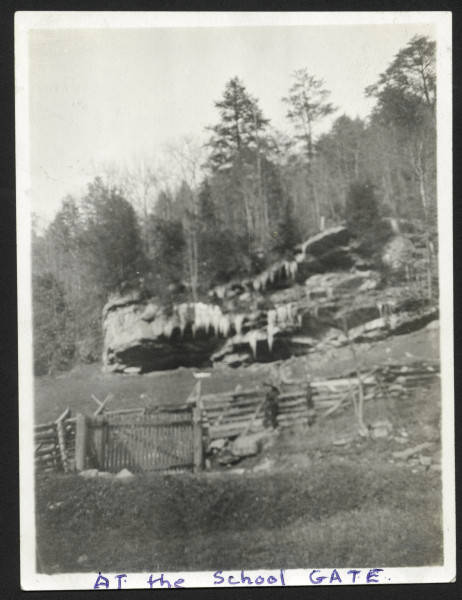 AT the School GATE.